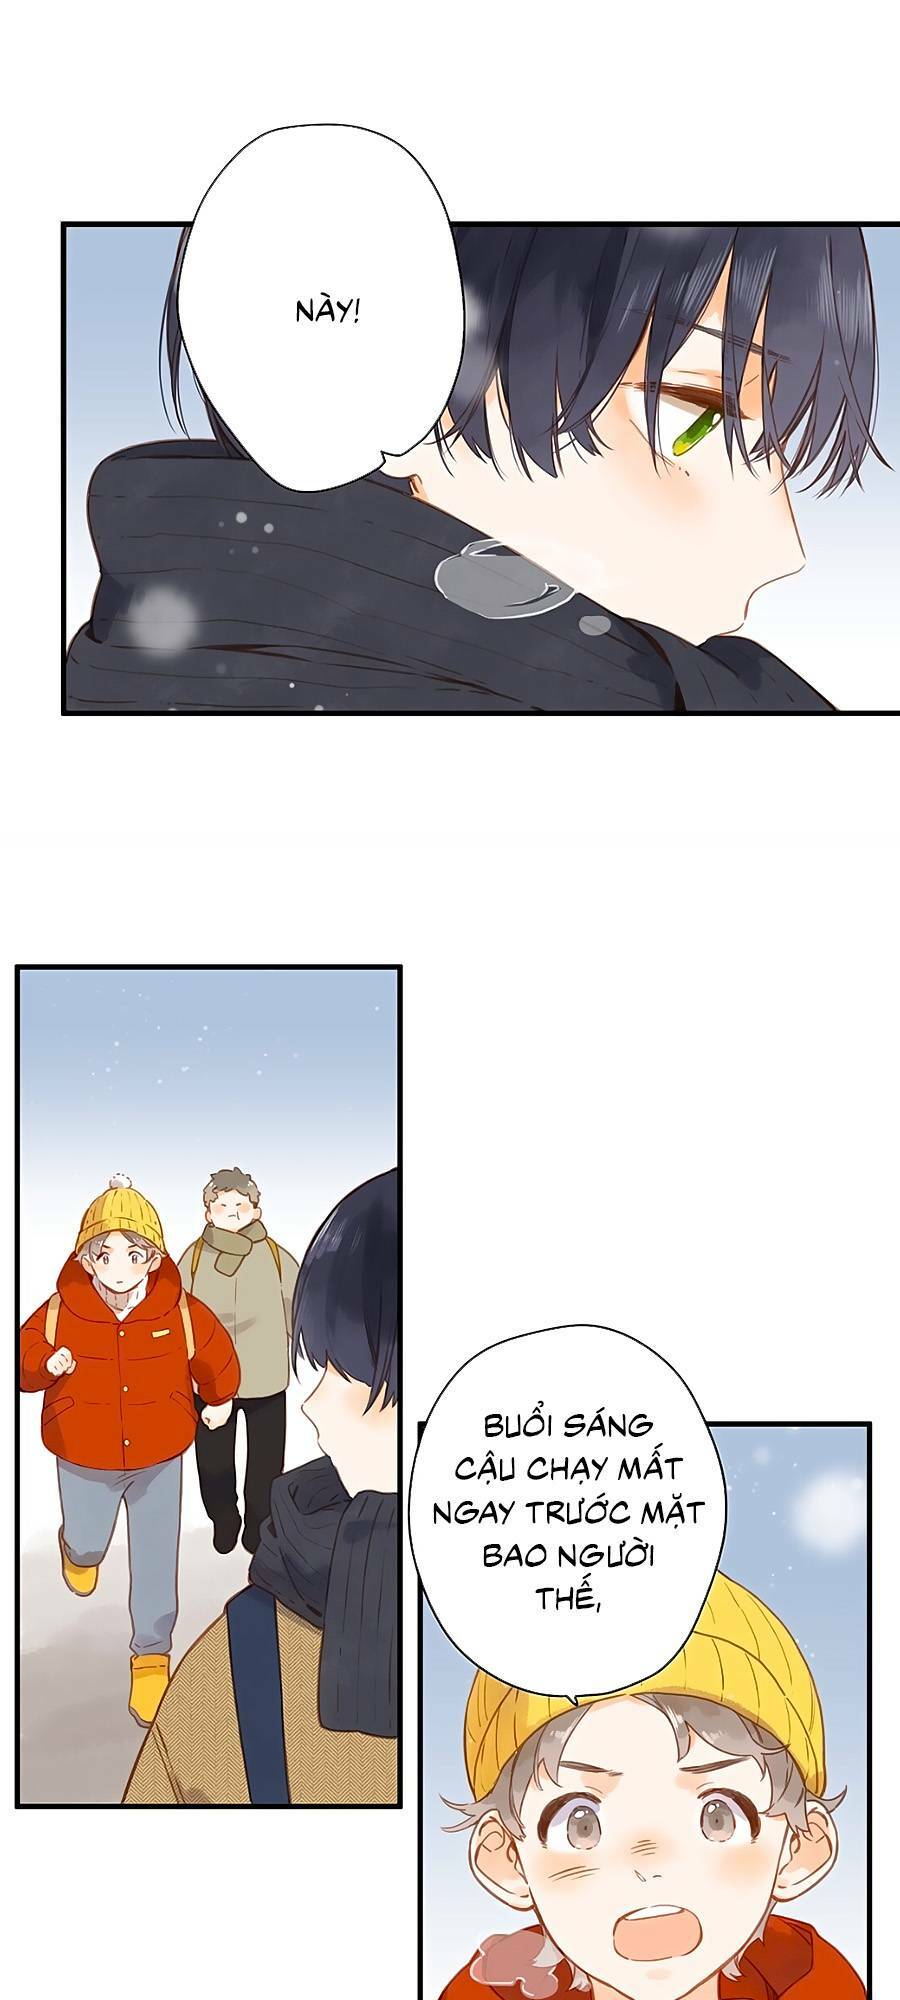 NÀY!
BUỔI SÁNG
CẬU CHẠY MẤT
NGAY TRƯỚC MẶT
BAO NGƯỜI
THẾ,